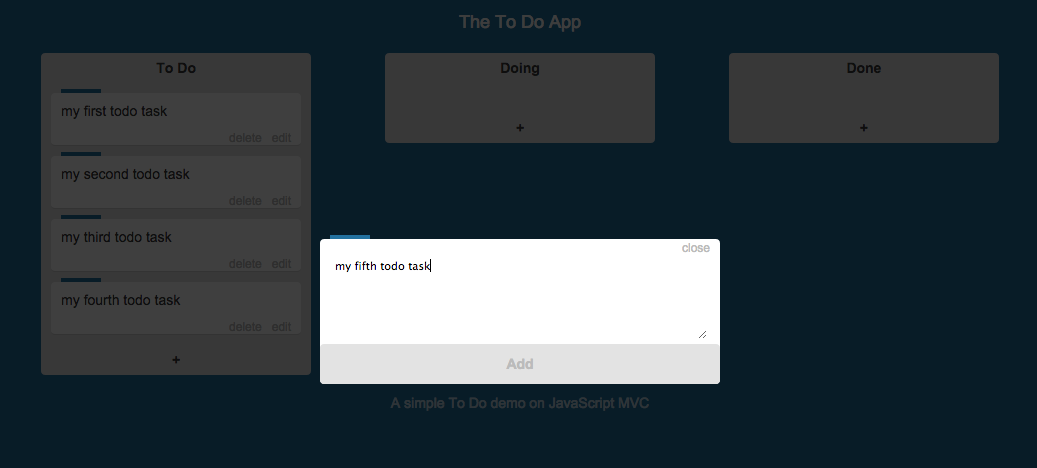 The To Do App
To Do
my first todo task
delete edit
my second todo task
delete edit
my third todo task
delete edit
my fourth todo task
delete edit
+
Doing
+
Done
+
close
my fifth todo task
Add
A simple To Do demo on JavaScript MVC